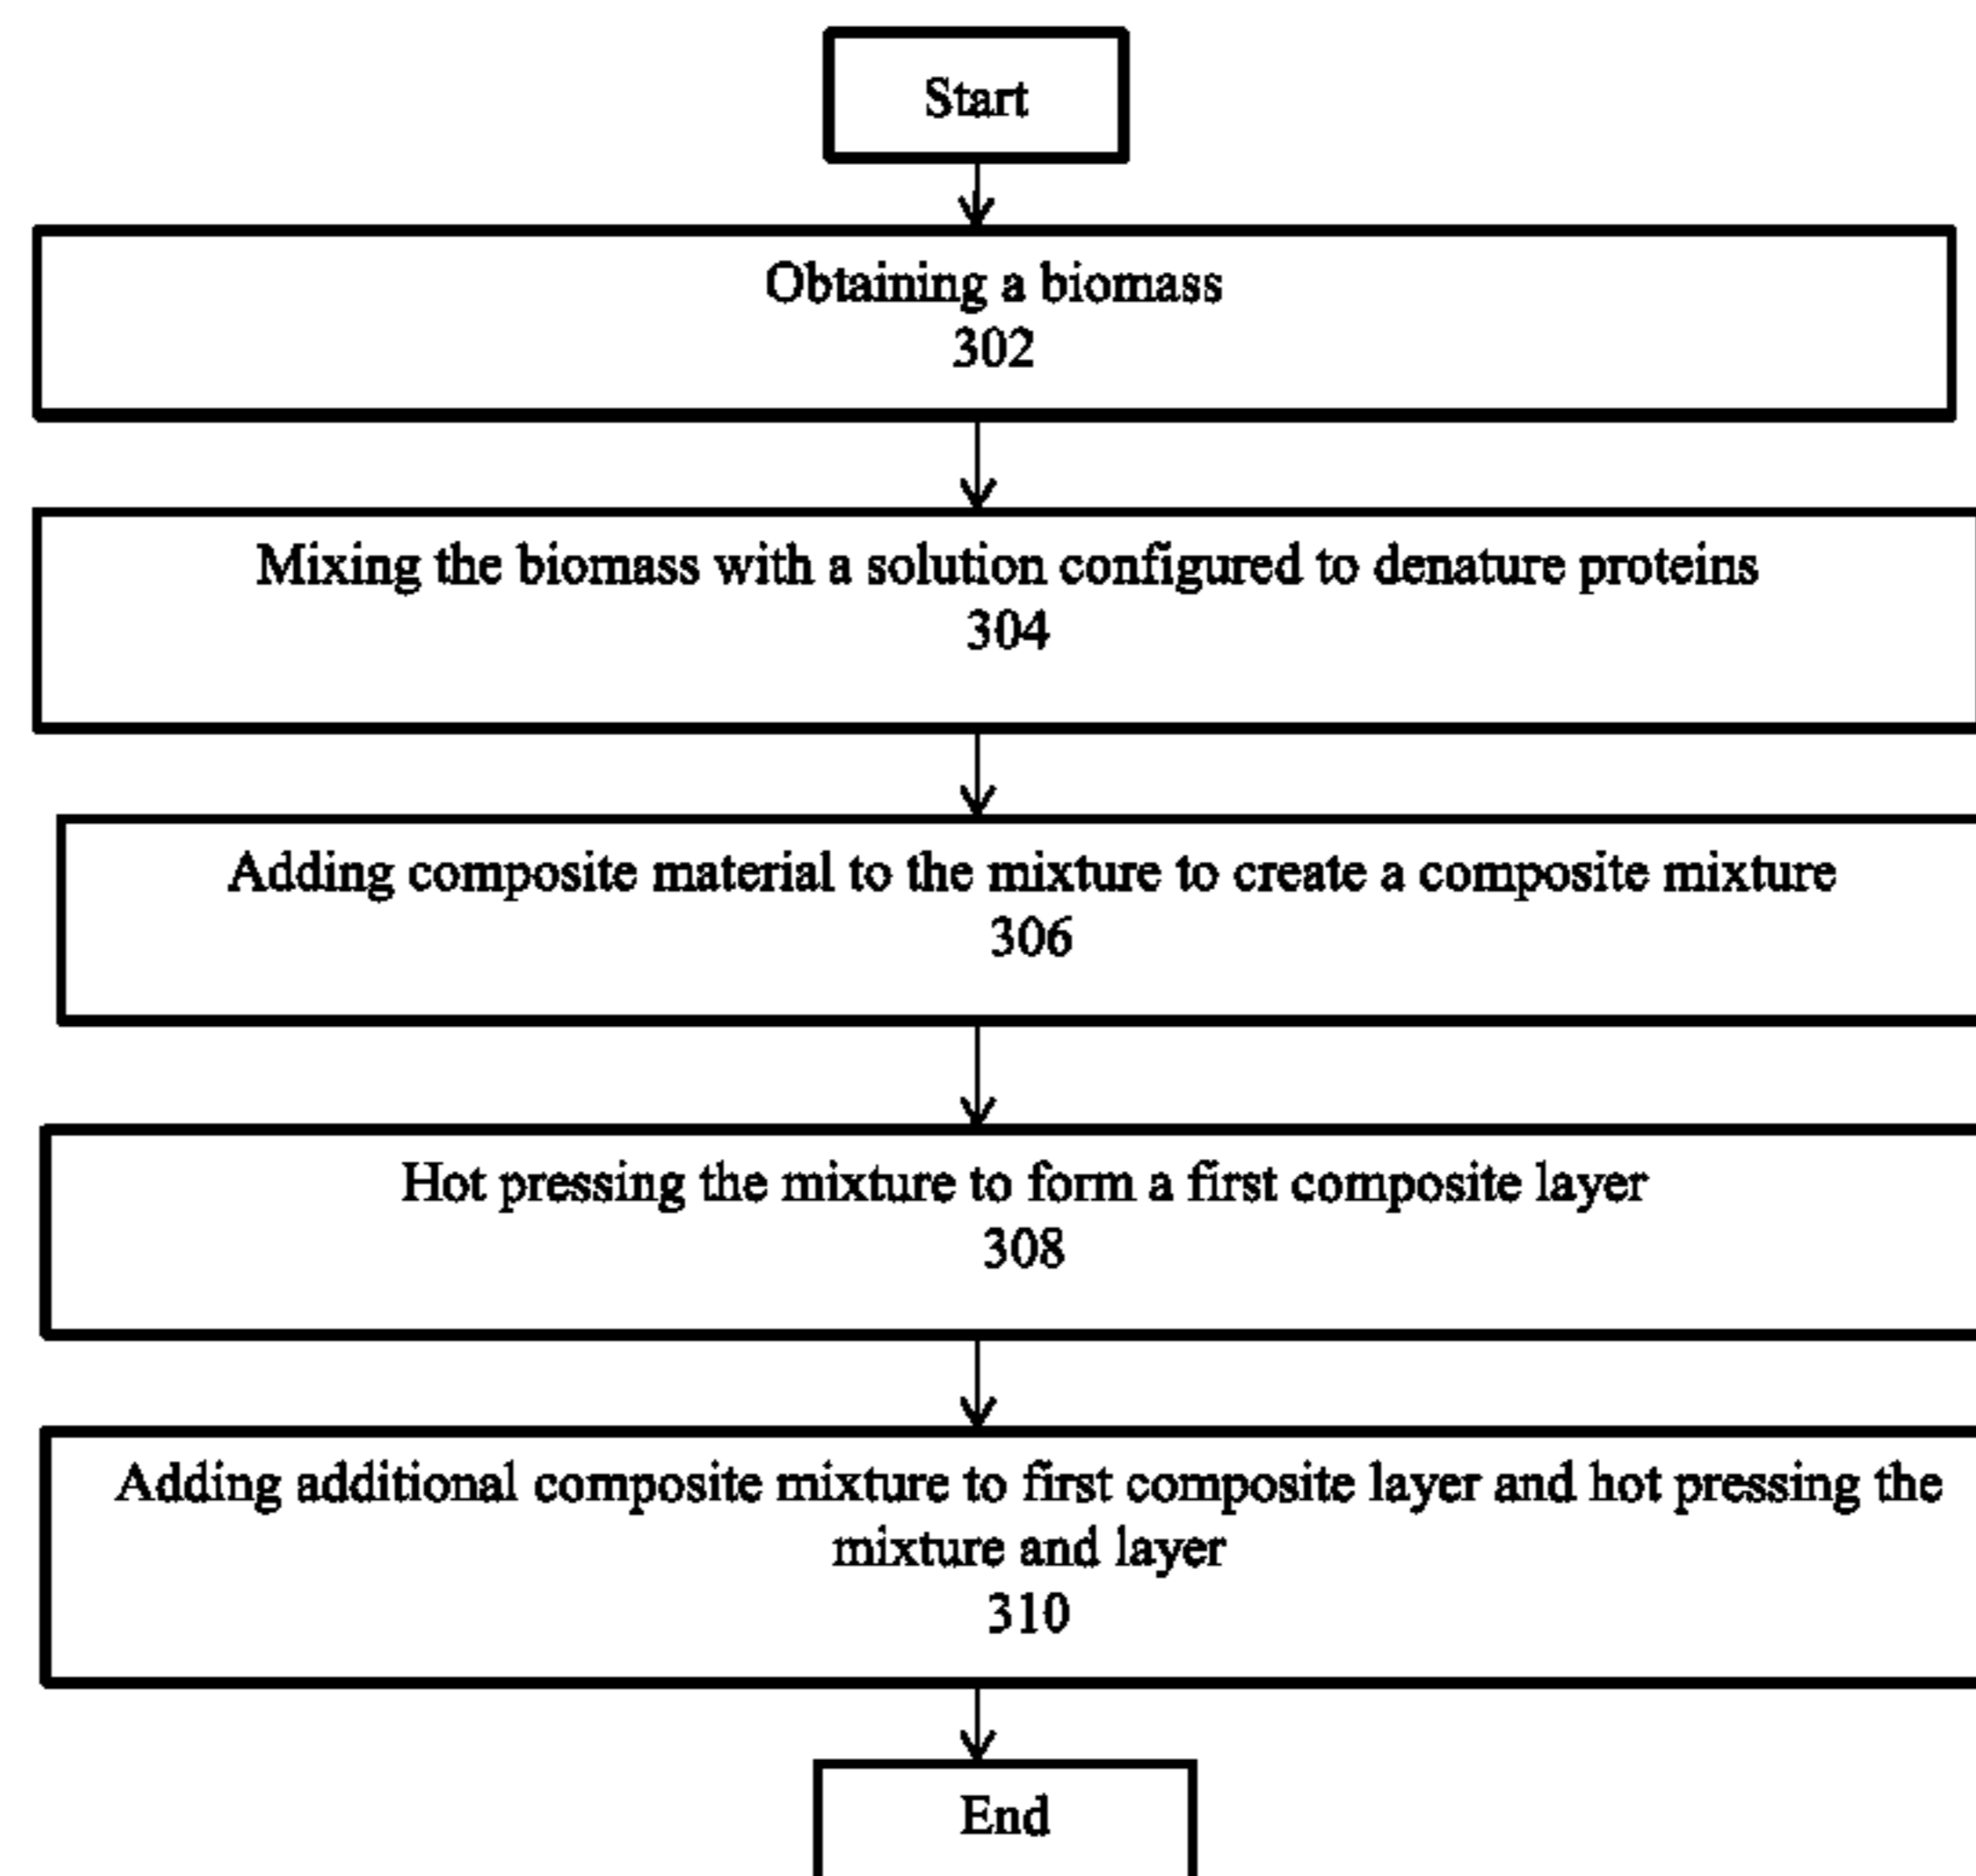 Start
Obtaining a biomass
302
Mixing the biomass with a solution configured to denature proteins
304
Adding composite material to the mixture to create a composite mixture
306
Hot pressing the mixture to form a first composite layer
308
Adding additional composite mixture to first composite layer and hot pressing the
mixture and layer
310
End